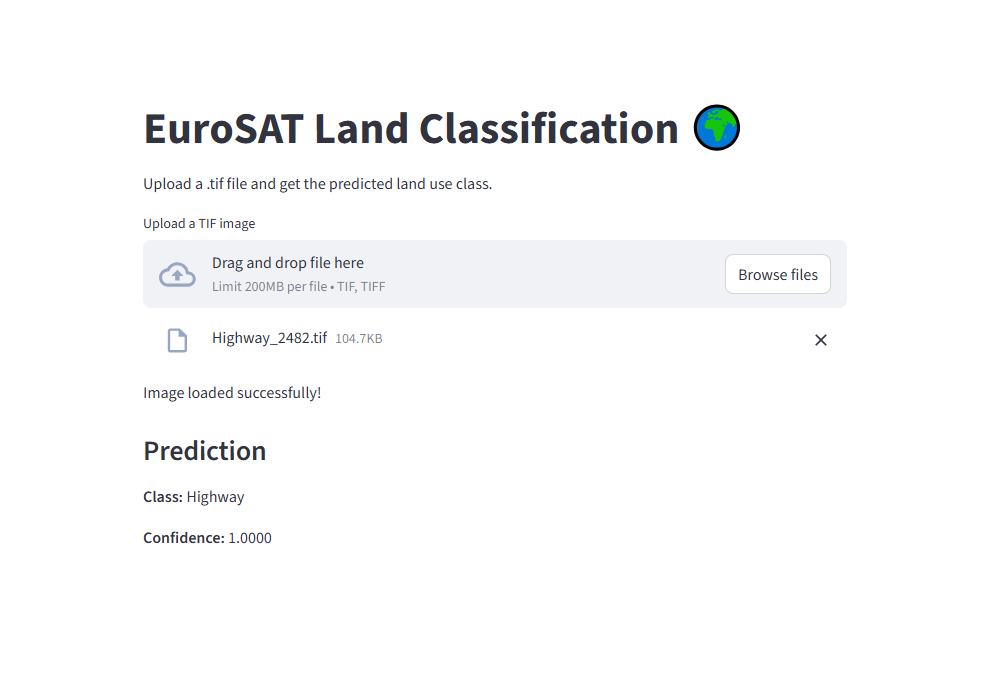 EuroSAT Land Classification
Upload a .tif file and get the predicted land use class.
Upload a TIF image
Drag and drop file here
Limit 200MB per file • TIF, TIFF
Browse files
Highway_2482.tif 104.7KB
Image loaded successfully!
Prediction
Class: Highway
Confidence: 1.0000